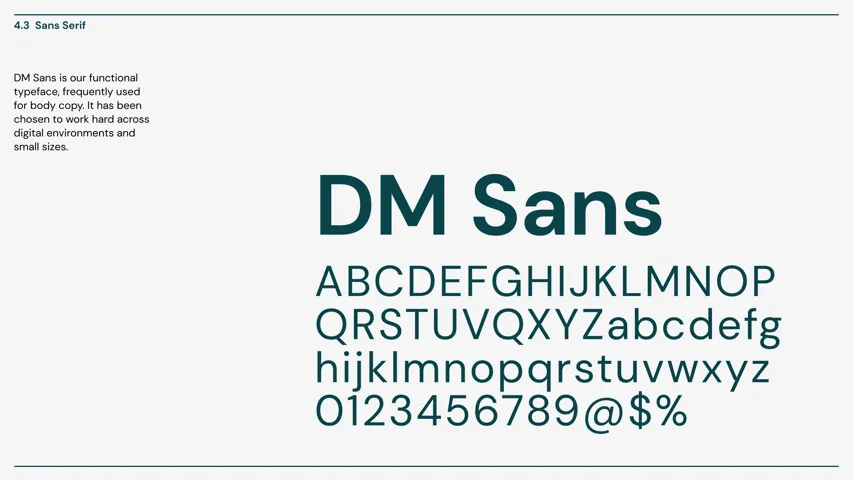 4.3 Sans Serif
DM Sans is our functional
typeface, frequently used
for body copy. It has been
chosen to work hard across
digital environments and
small sizes.
DM Sans
ABCDEFGHIJKLMNOP
QRSTUVQXYZabcdefg
hijklmnopqrstuvwxyz
0123456789@$%